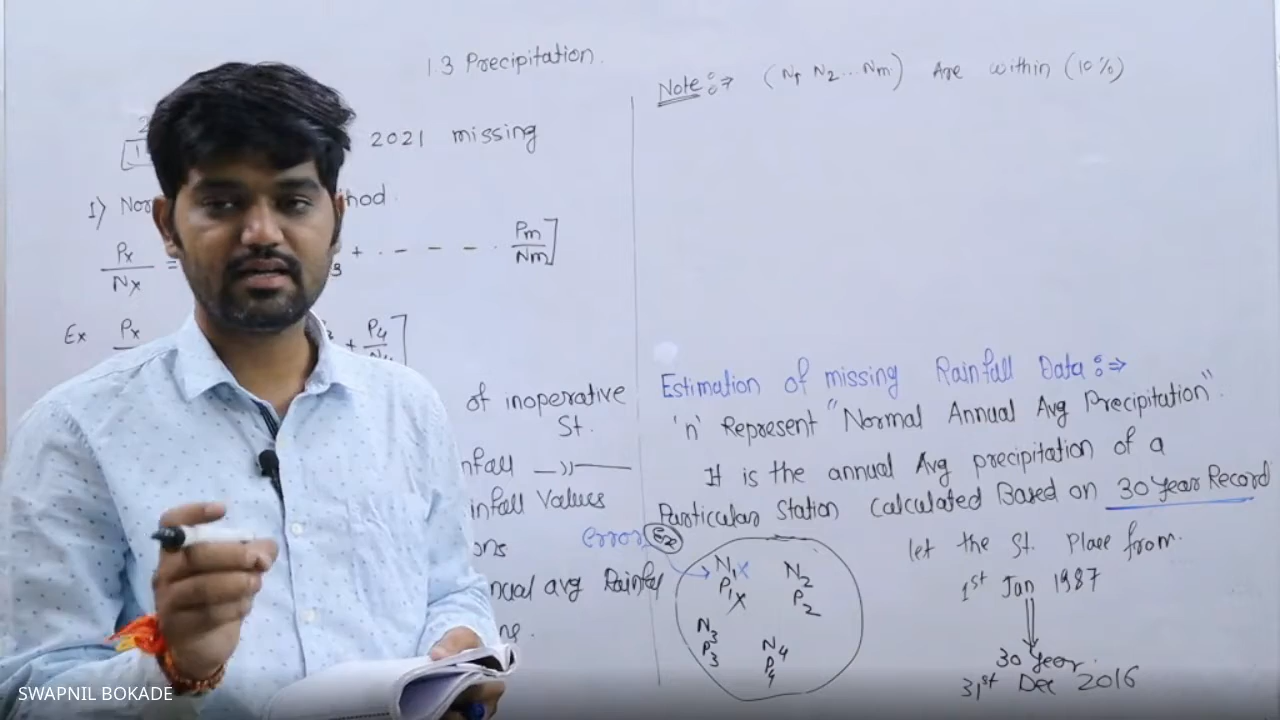 1.3 Precipitation.
2021 missing
1) Nor hod.
Px/Nx = 3 + . - - - - . Pm/Nm]
Ex Px + P4/N4]
of inoperative
St.
nfall —〃—
infall Values
ons
nual avg Rainfal
Note :→ (N1 N2...Nm) Are within (10%)
Estimation of missing Rainfall Data :⇒
'n' Represent "Normal Annual Avg Precipitation".
It is the annual Avg precipitation of a
Particular Station calculated Based on 30 year Record
error Ex
N1 X N2
P1 X P2
N3 N4
P3 P4
let the St. Place from.
1st Jan 1987
30 Year.
31st Dec 2016
SWAPNIL BOKADE